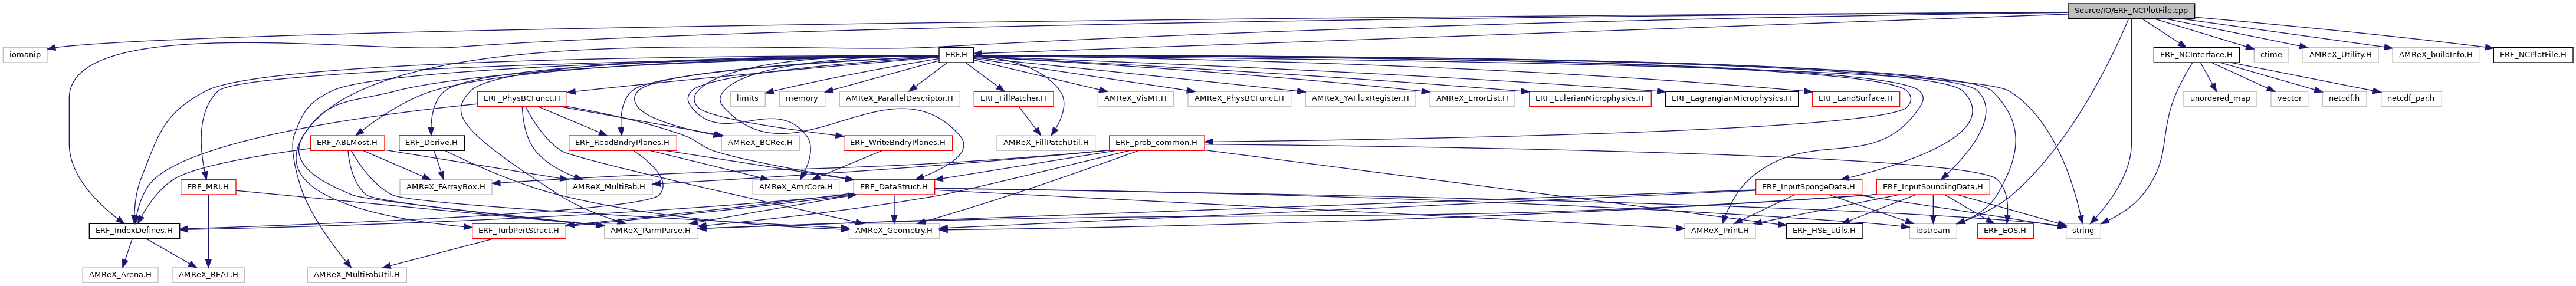 Source/IO/ERF_NCPlotFile.cpp
iomanip
ERF.H
ERF_NCInterface.H
ctime
AMReX_Utility.H
AMReX_buildInfo.H
ERF_NCPlotFile.H
ERF_PhysBCFunct.H
limits
memory
AMReX_ParallelDescriptor.H
ERF_FillPatcher.H
AMReX_VisMF.H
AMReX_PhysBCFunct.H
AMReX_YAFluxRegister.H
AMReX_ErrorList.H
ERF_EulerianMicrophysics.H
ERF_LagrangianMicrophysics.H
ERF_LandSurface.H
unordered_map
vector
netcdf.h
netcdf_par.h
ERF_ABLMost.H
ERF_Derive.H
ERF_ReadBndryPlanes.H
AMReX_BCRec.H
ERF_WriteBndryPlanes.H
AMReX_FillPatchUtil.H
ERF_prob_common.H
ERF_MRI.H
AMReX_FArrayBox.H
AMReX_MultiFab.H
AMReX_AmrCore.H
ERF_DataStruct.H
ERF_InputSpongeData.H
ERF_InputSoundingData.H
ERF_IndexDefines.H
ERF_TurbPertStruct.H
AMReX_ParmParse.H
AMReX_Geometry.H
AMReX_Print.H
ERF_HSE_utils.H
iostream
ERF_EOS.H
string
AMReX_Arena.H
AMReX_REAL.H
AMReX_MultiFabUtil.H